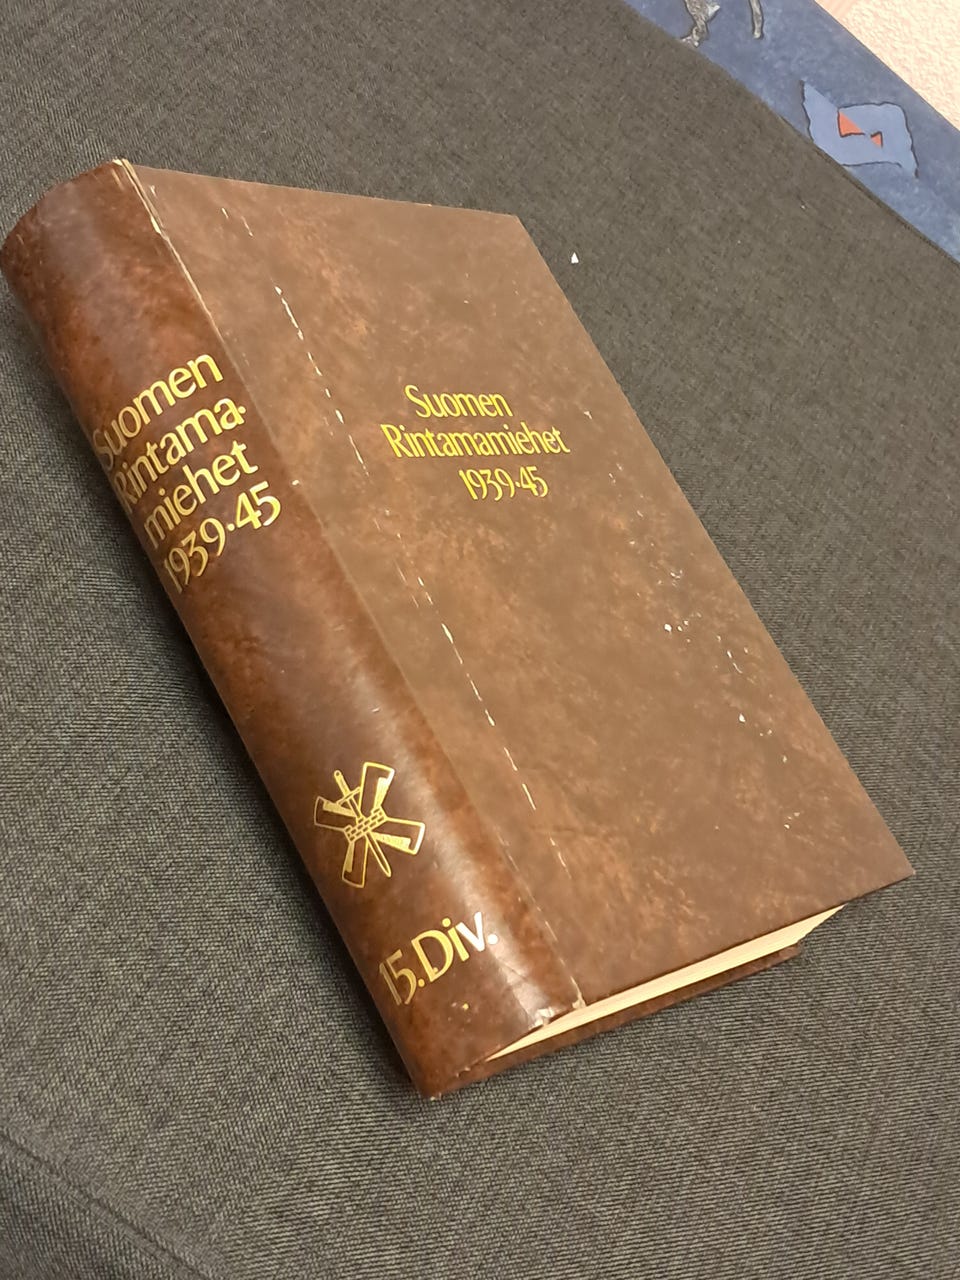 Suomen
Rintama-
miehet
1939-45
15.Div.
Suomen
Rintamamiehet
1939-45